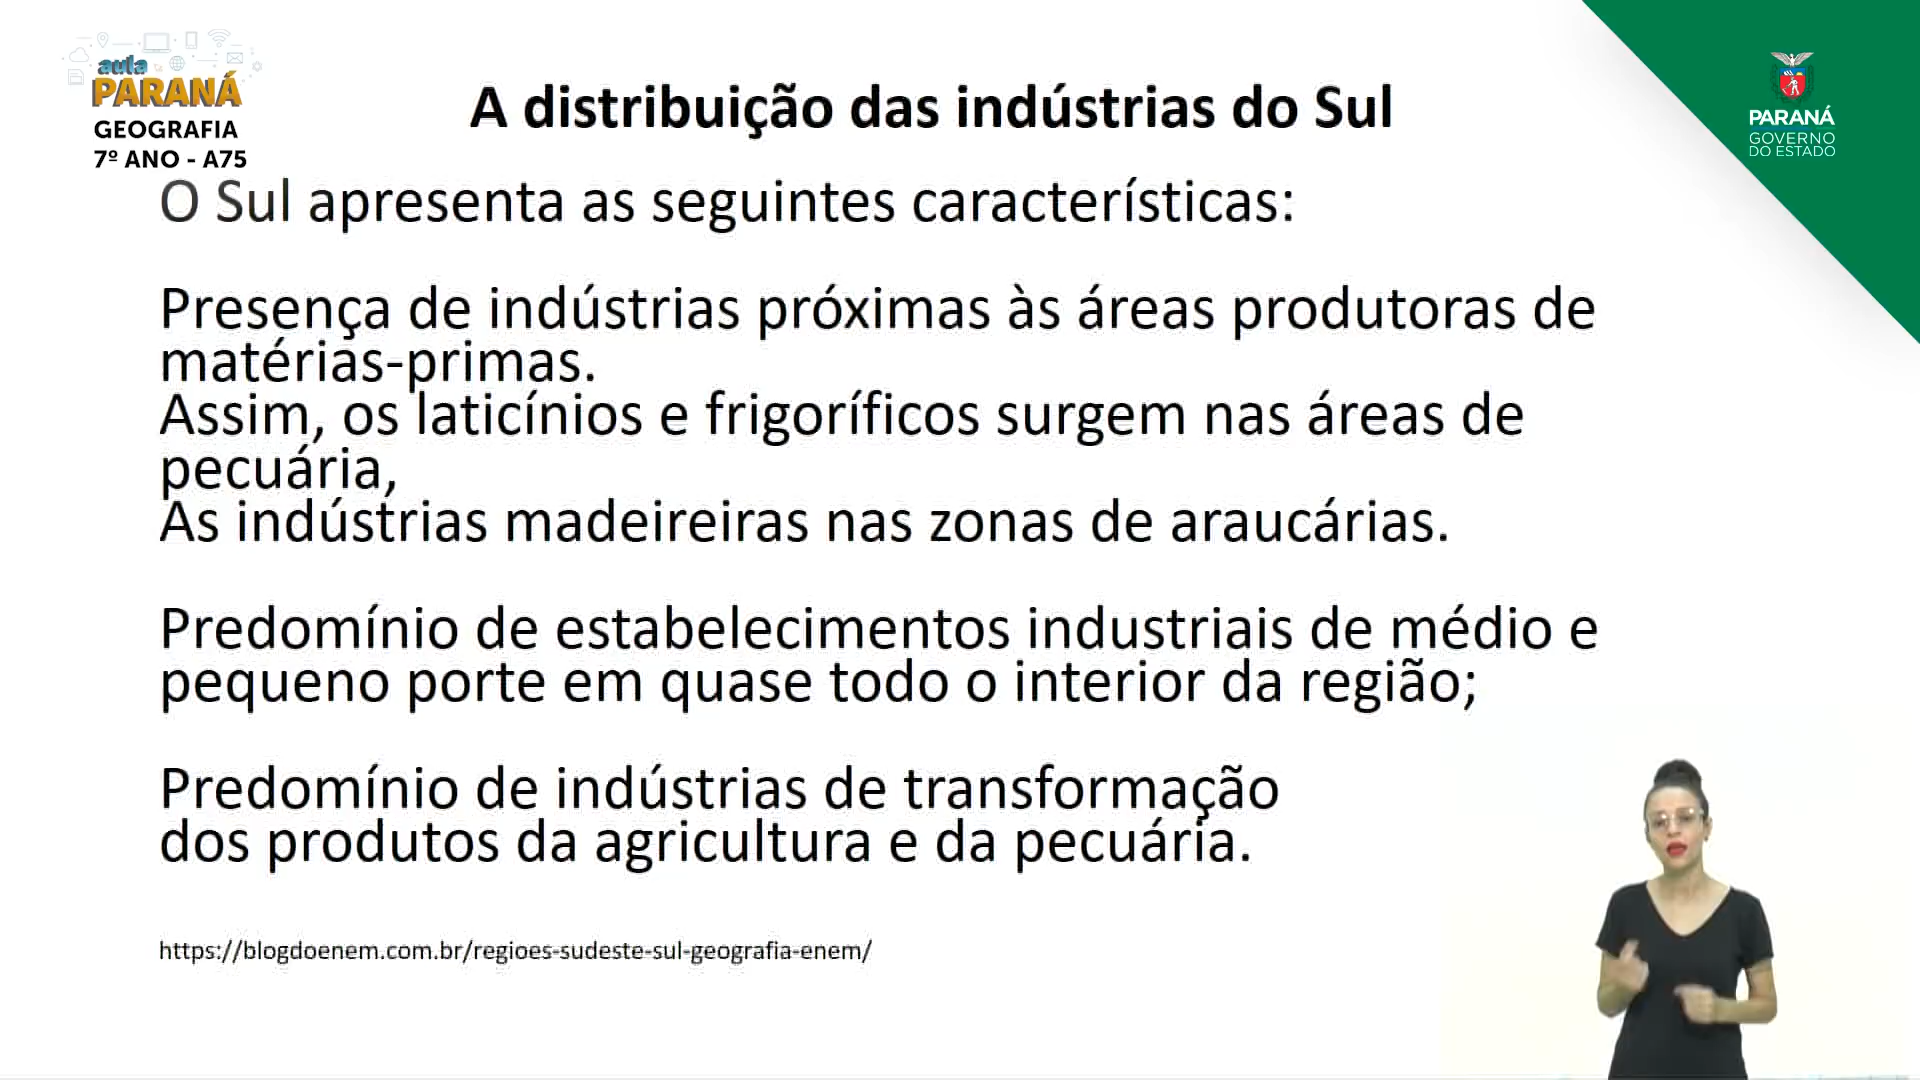 aula
PARANÁ
GEOGRAFIA
7º ANO - A75
A distribuição das indústrias do Sul
PARANÁ
GOVERNO
DO ESTADO
O Sul apresenta as seguintes características:
Presença de indústrias próximas às áreas produtoras de
matérias-primas.
Assim, os laticínios e frigoríficos surgem nas áreas de
pecuária,
As indústrias madeireiras nas zonas de araucárias.
Predomínio de estabelecimentos industriais de médio e
pequeno porte em quase todo o interior da região;
Predomínio de indústrias de transformação
dos produtos da agricultura e da pecuária.
https://blogdoenem.com.br/regioes-sudeste-sul-geografia-enem/